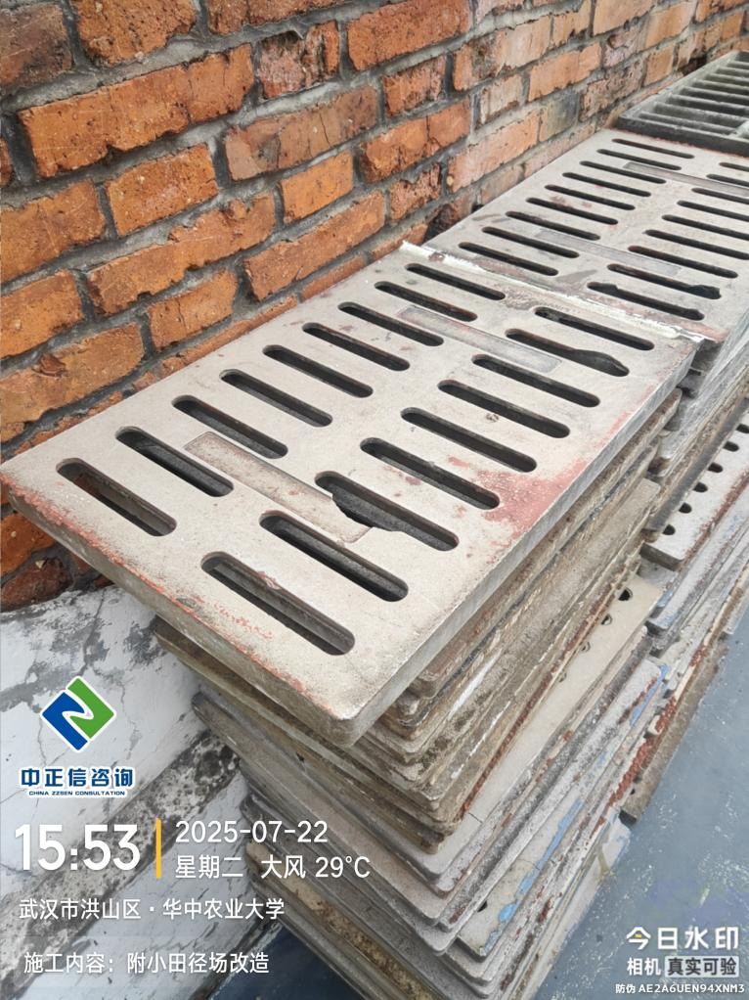 中正信咨询
CHINA ZZSEN CONSULTATION
15:53
2025-07-22
星期二 大风 29°C
武汉市洪山区·华中农业大学
施工内容：附小田径场改造
今日水印
相机 真实可验
防伪 AE2A6UEN94XNM3